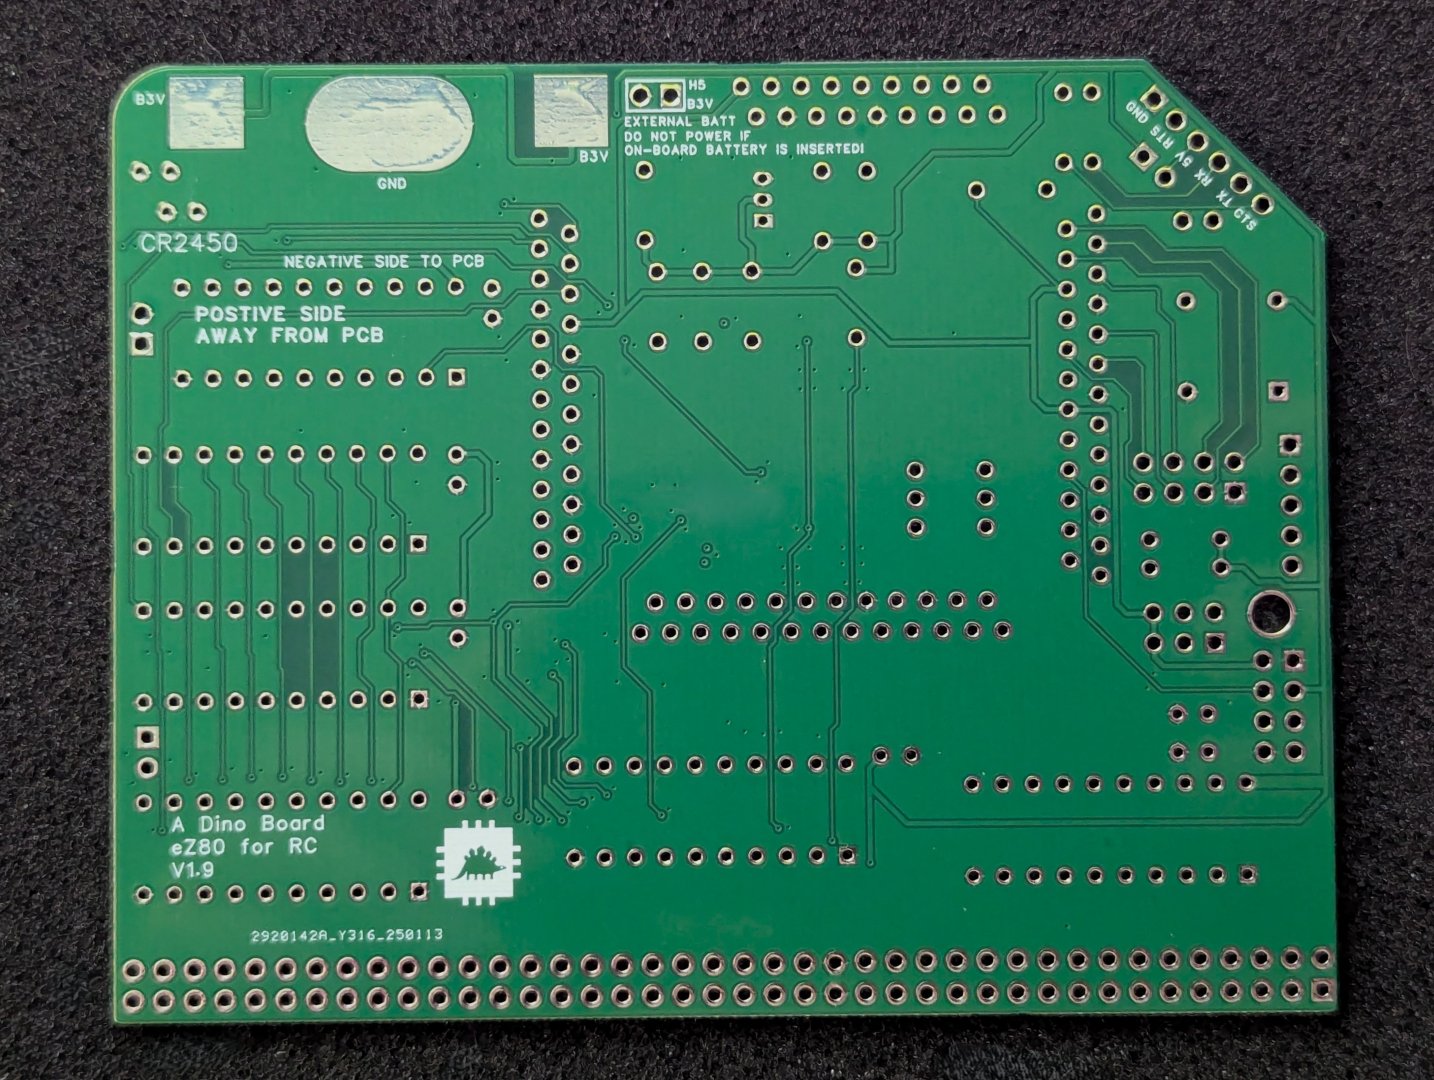 B3V
GND
B3V
H5
B3V
EXTERNAL BATT
DO NOT POWER IF
ON-BOARD BATTERY IS INSERTED!
GND RTS 5V RX TX CTS
CR2450
NEGATIVE SIDE TO PCB
POSTIVE SIDE
AWAY FROM PCB
A Dino Board
eZ80 for RC
V1.9
2920142A_Y316_250113